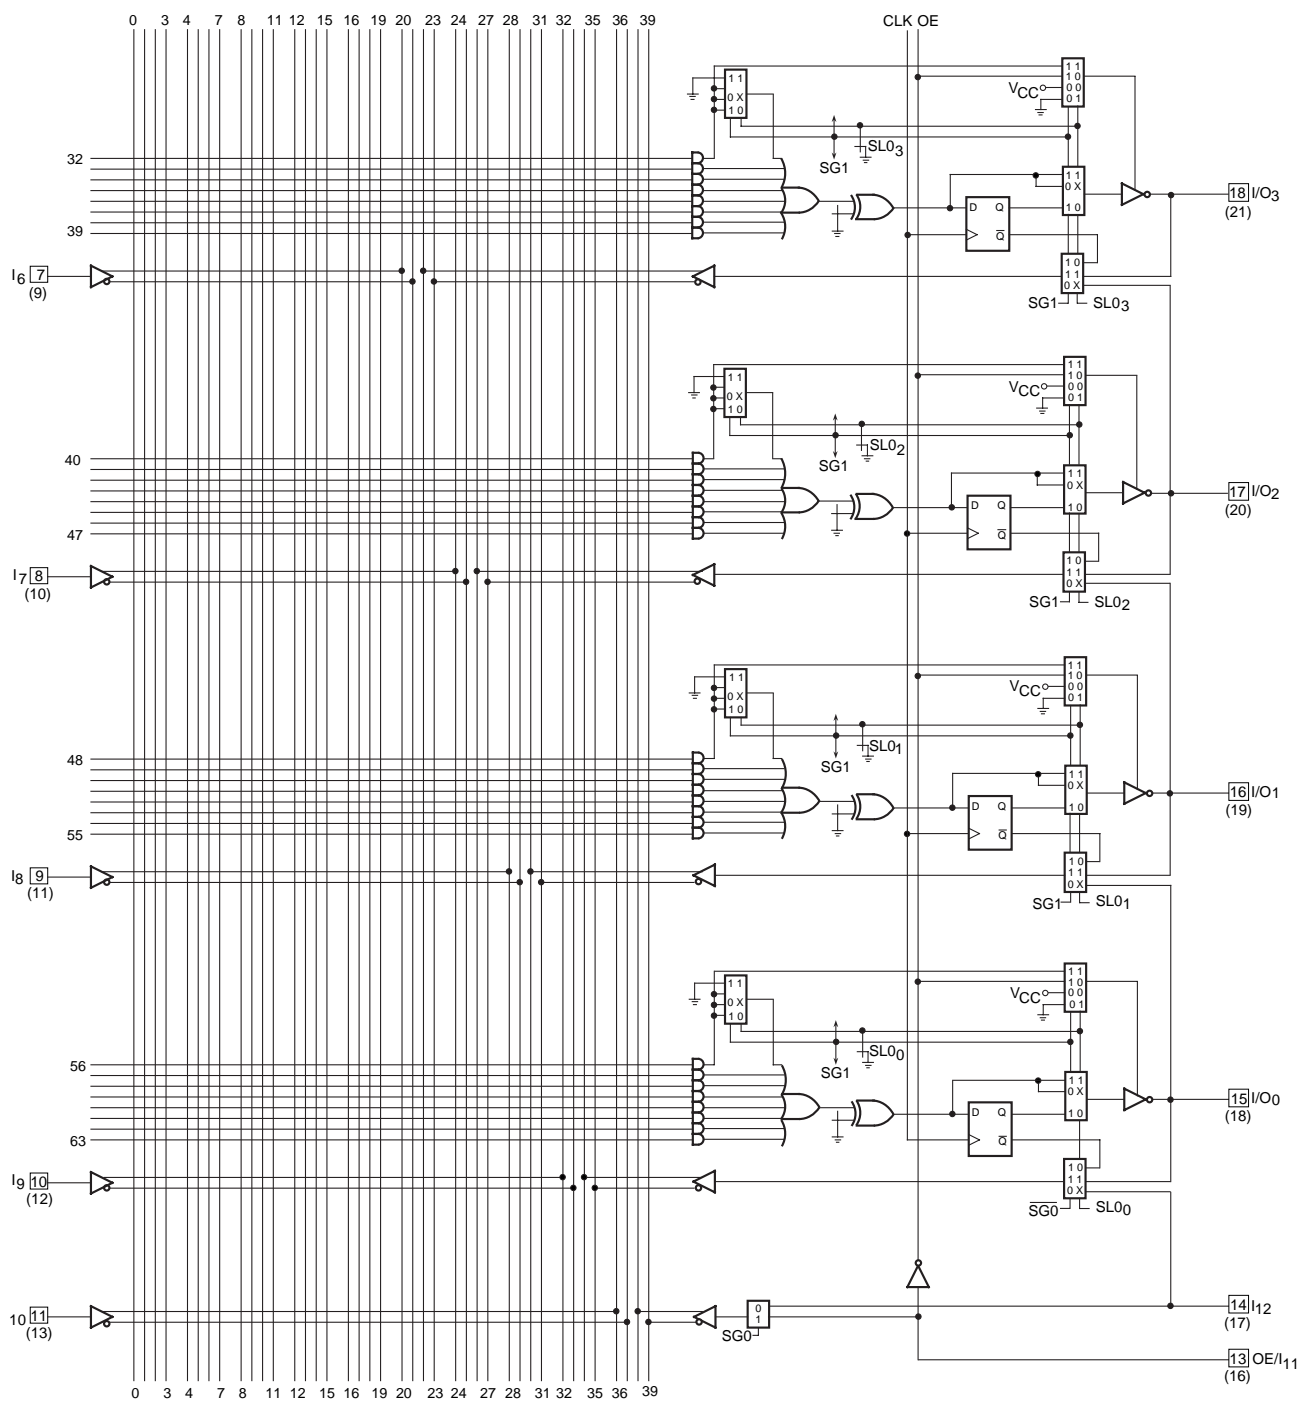 0 3 4 7 8 11 12 15 16 19 20 23 24 27 28 31 32 35 36 39 CLK OE
1 1
0 X
1 0
1 1
1 0
0 0
0 1
VCC
SG1
SL03
32
39
1 1
0 X
1 0
D Q
Q
18 I/O3
(21)
I6 7
(9)
1 0
1 1
0 X
SG1 SL03
1 1
0 X
1 0
1 1
1 0
0 0
0 1
VCC
SG1
SL02
40
47
1 1
0 X
1 0
D Q
Q
17 I/O2
(20)
I7 8
(10)
1 0
1 1
0 X
SG1 SL02
1 1
0 X
1 0
1 1
1 0
0 0
0 1
VCC
SG1
SL01
48
55
1 1
0 X
1 0
D Q
Q
16 I/O1
(19)
I8 9
(11)
1 0
1 1
0 X
SG1 SL01
1 1
0 X
1 0
1 1
1 0
0 0
0 1
VCC
SG1
SL00
56
63
1 1
0 X
1 0
D Q
Q
15 I/O0
(18)
I9 10
(12)
1 0
1 1
0 X
SG0 SL00
10 11
(13)
0
1
SG0
14 I12
(17)
13 OE/I11
(16)
0 3 4 7 8 11 12 15 16 19 20 23 24 27 28 31 32 35 36 39